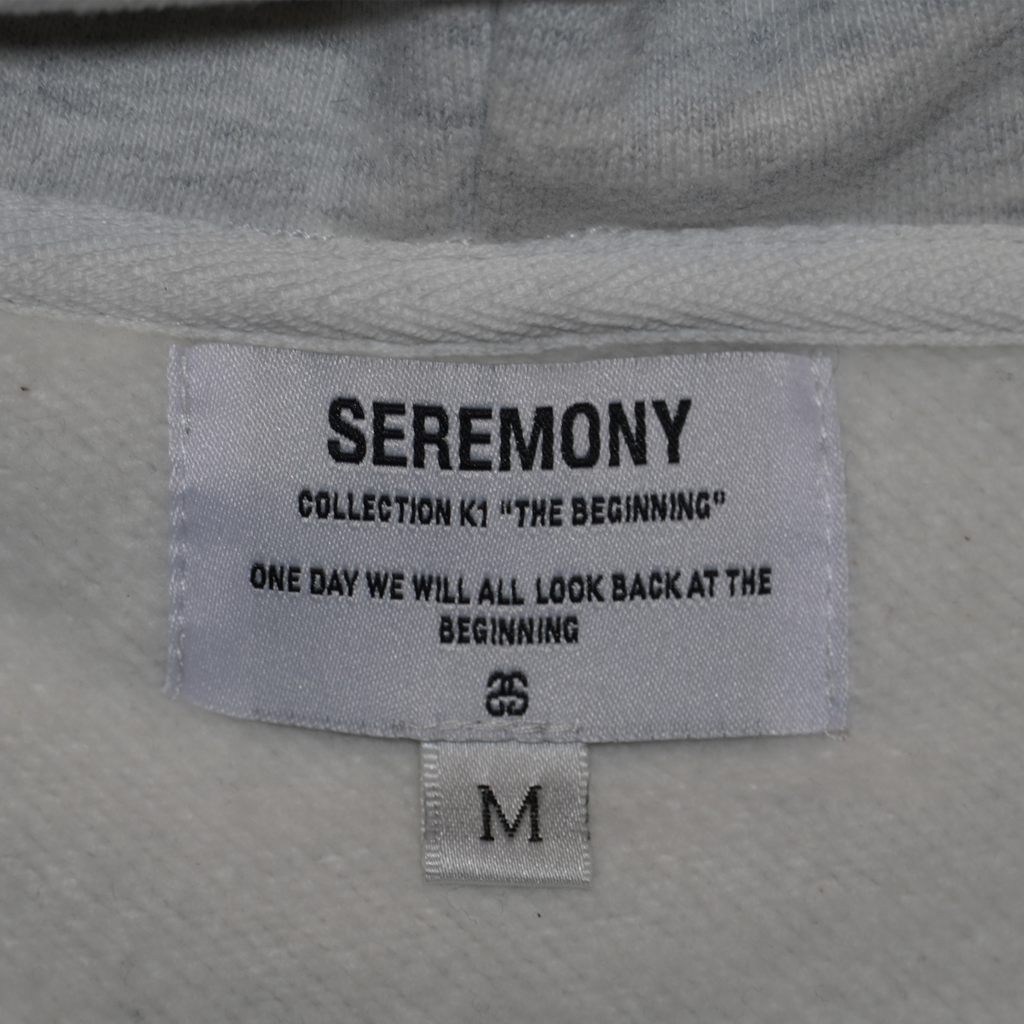 SEREMONY
COLLECTION K1 "THE BEGINNING"
ONE DAY WE WILL ALL LOOK BACK AT THE
BEGINNING
M